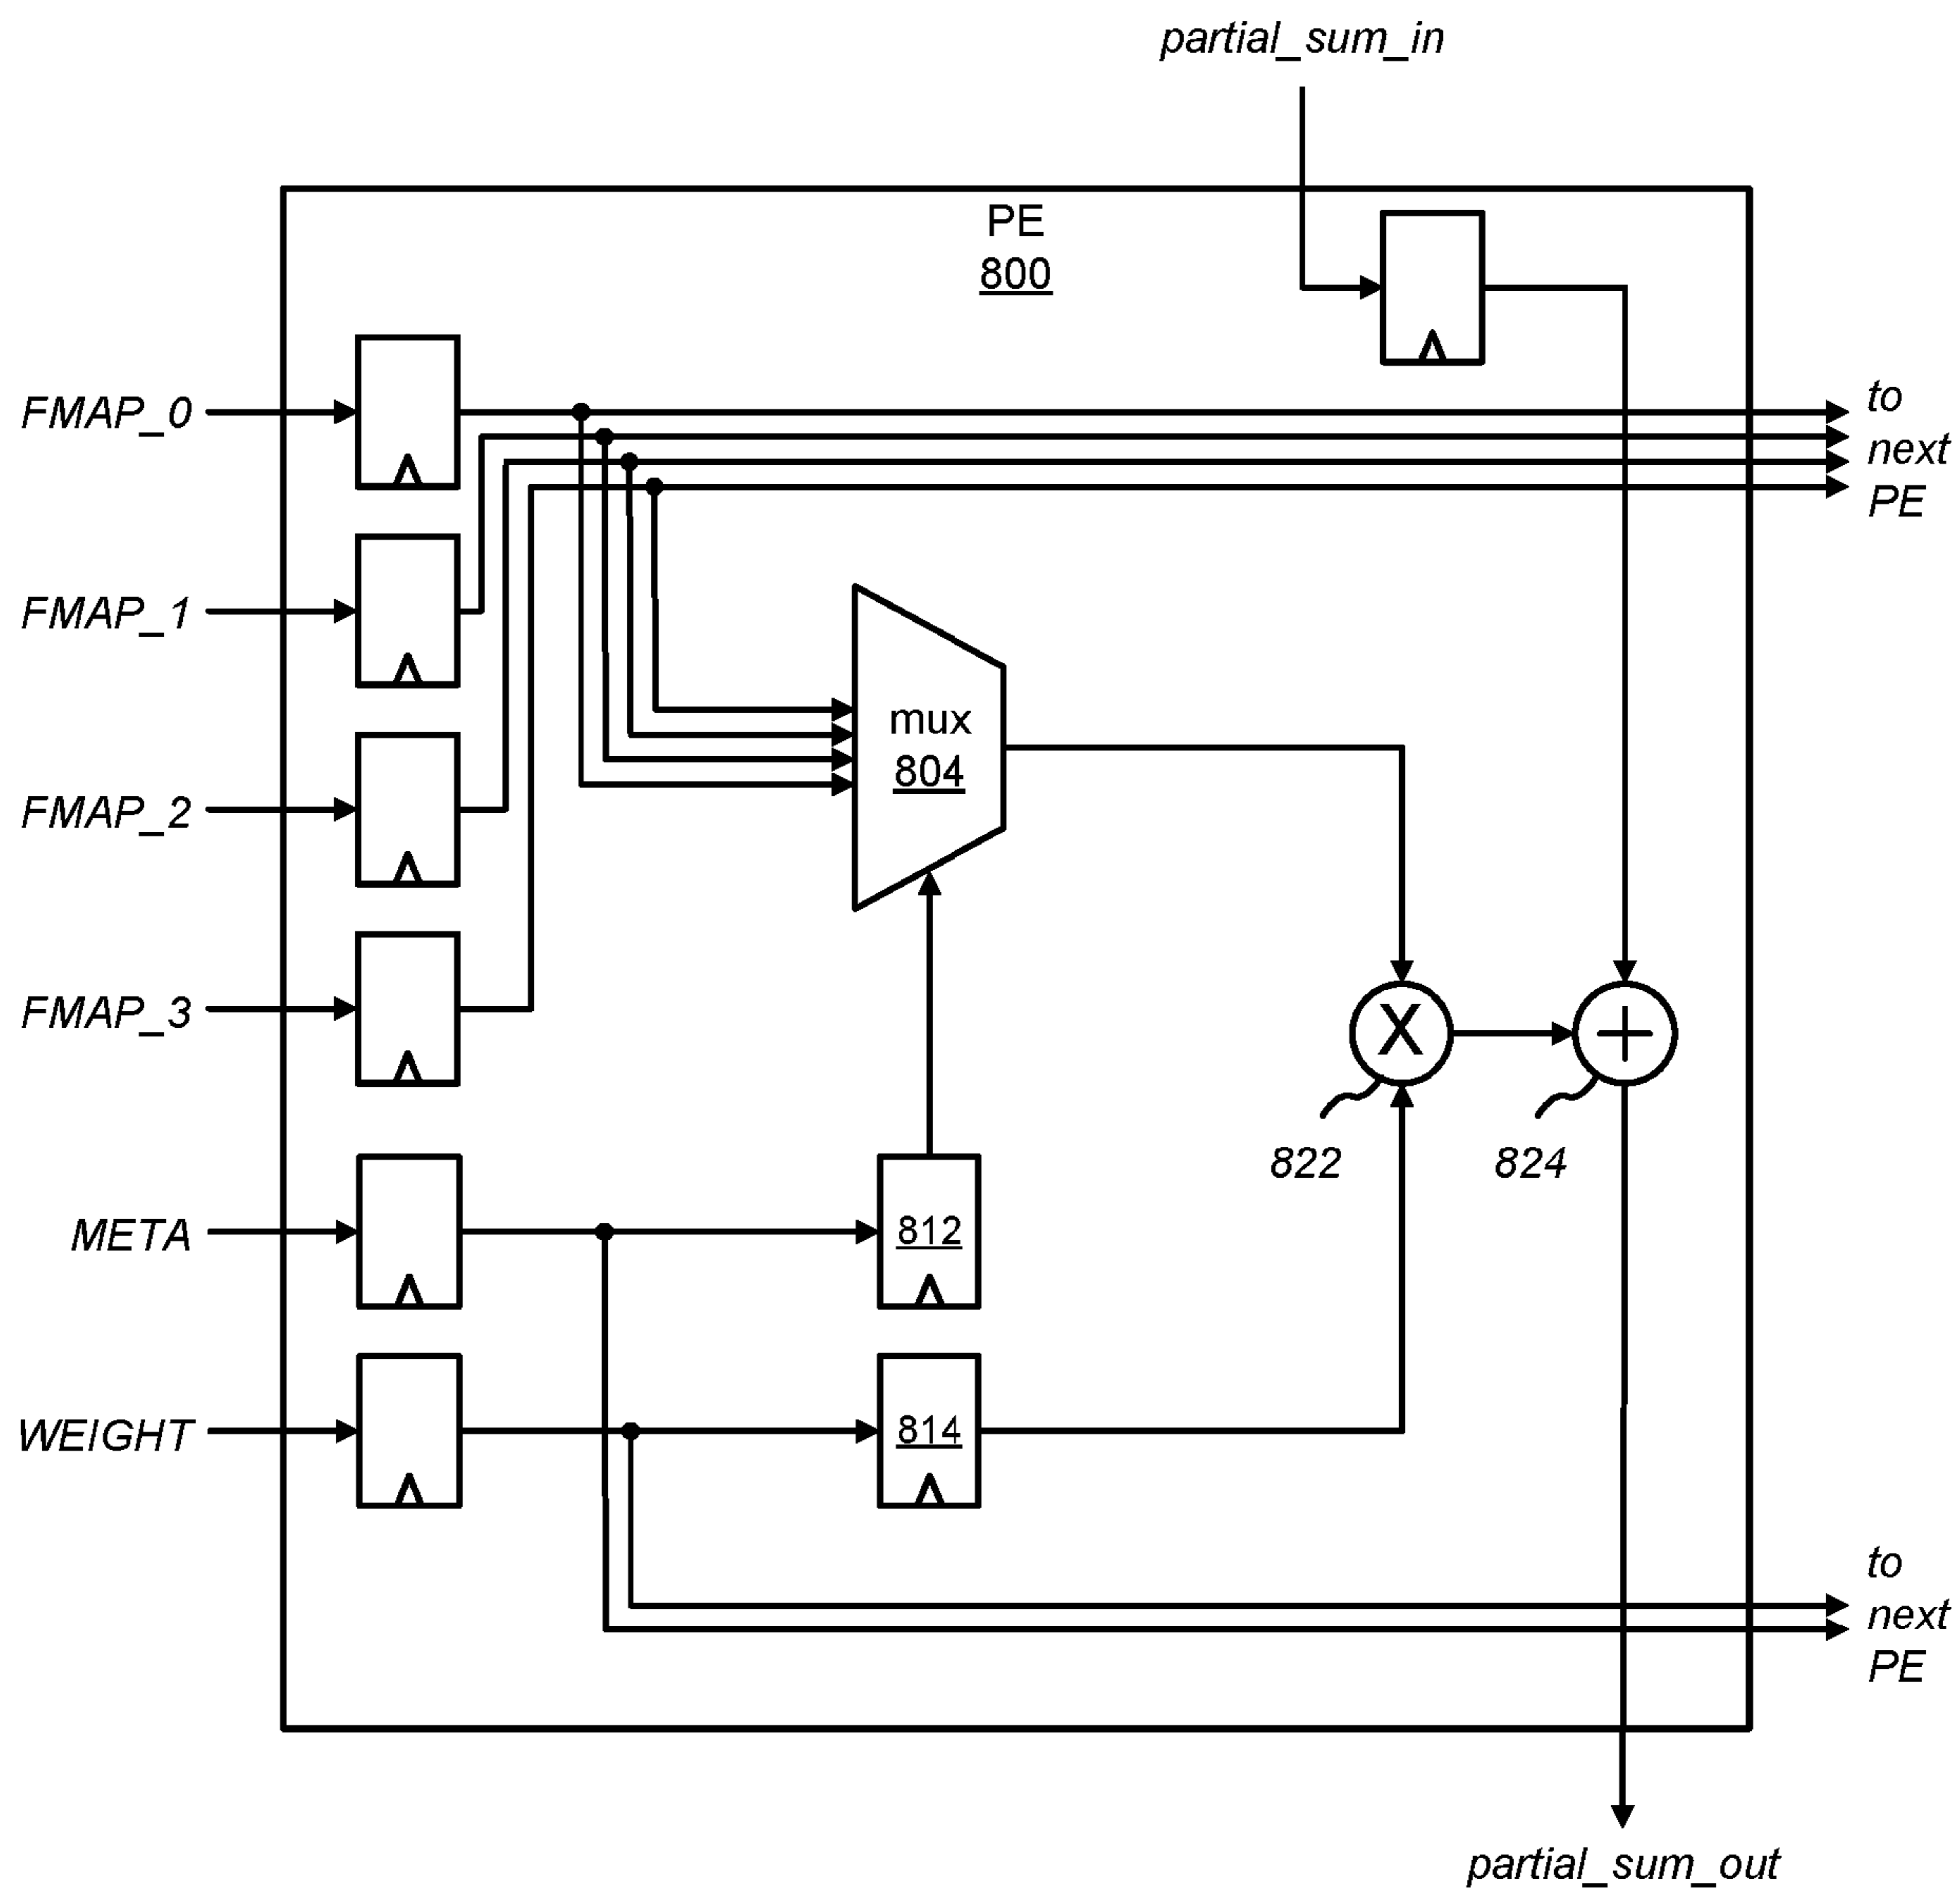 partial_sum_in
PE
800
FMAP_0
to
next
PE
FMAP_1
mux
804
FMAP_2
FMAP_3
X
+
822
824
META
812
WEIGHT
814
to
next
PE
partial_sum_out